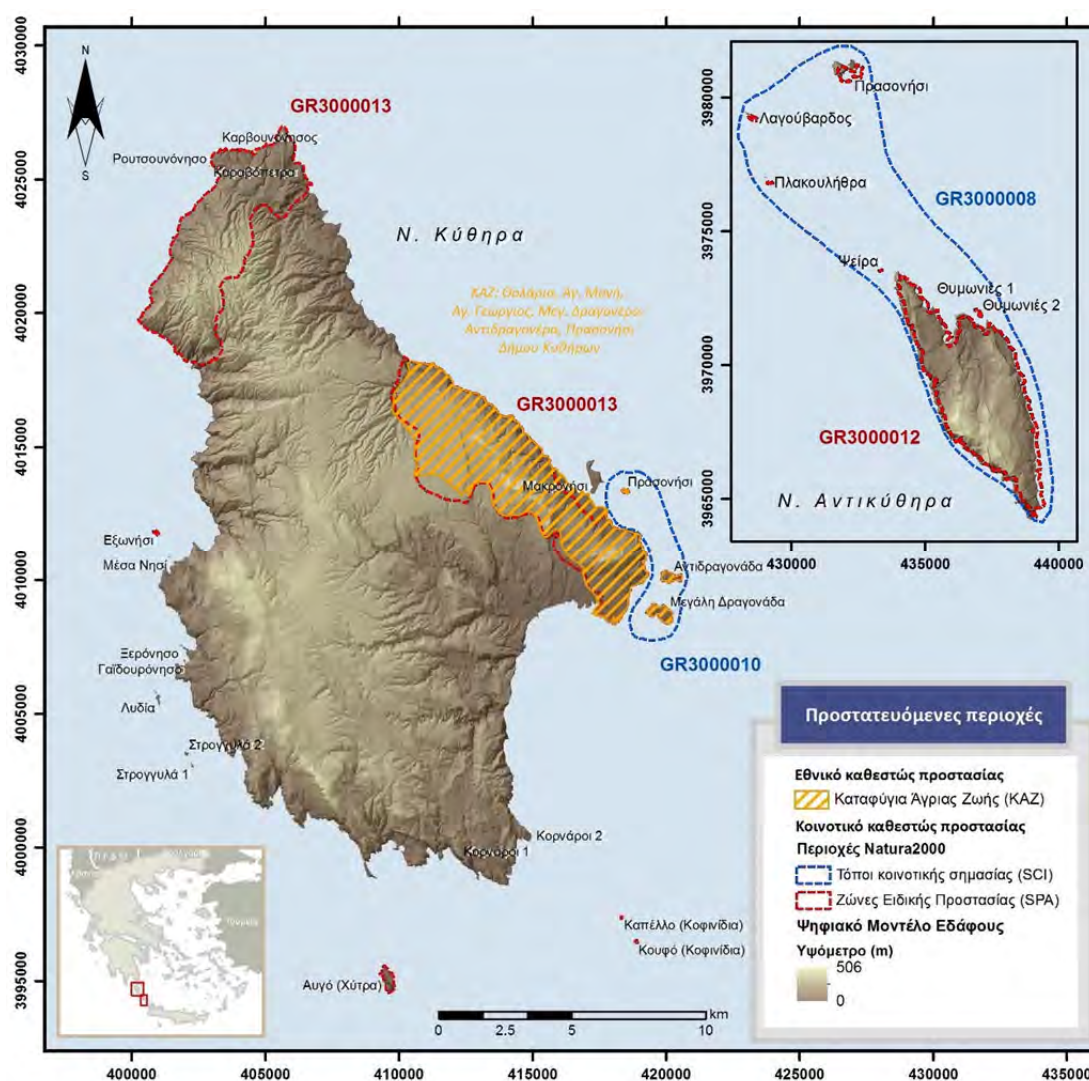 N
S
GR3000013
Καρβουνόνησος
Ρουτσουνόνησο
Καραβόπετρα
Ν. Κύθηρα
ΚΑΖ: Θολάρια, Αγ. Μονή,
Αγ. Γεώργιος, Μεγ. Δραγονέρα-
Αντιδραγονέρα, Πρασονήσι
Δήμου Κυθήρων
GR3000013
Μακρονήσι
Πρασονήσι
Αντιδραγονάδα
Μεγάλη Δραγονάδα
GR3000010
Εξωνήσι
Μέσα Νησί
Ξερόνησο
Γαϊδουρόνησο
Λυδία
Στρογγυλά 2
Στρογγυλά 1
Κορνάροι 2
Κορνάροι 1
Καπέλλο (Κοφινίδια)
Κουφό (Κοφινίδια)
Αυγό (Χύτρα)
km
0 2.5 5 10
4030000
4025000
4020000
4015000
4010000
4005000
4000000
3995000
400000 405000 410000 415000 420000 425000 430000 435000
Πρασονήσι
Λαγούβαρδος
Πλακουλήθρα
GR3000008
Ψείρα
Θυμωνιές 1
Θυμωνιές 2
GR3000012
Ν. Αντικύθηρα
3980000
3975000
3970000
3965000
430000 435000 440000
Προστατευόμενες περιοχές
Εθνικό καθεστώς προστασίας
Καταφύγια Άγριας Ζωής (ΚΑΖ)
Κοινοτικό καθεστώς προστασίας
Περιοχές Natura2000
Τόποι κοινοτικής σημασίας (SCI)
Ζώνες Ειδικής Προστασίας (SPA)
Ψηφιακό Μοντέλο Εδάφους
Υψόμετρο (m)
506
0